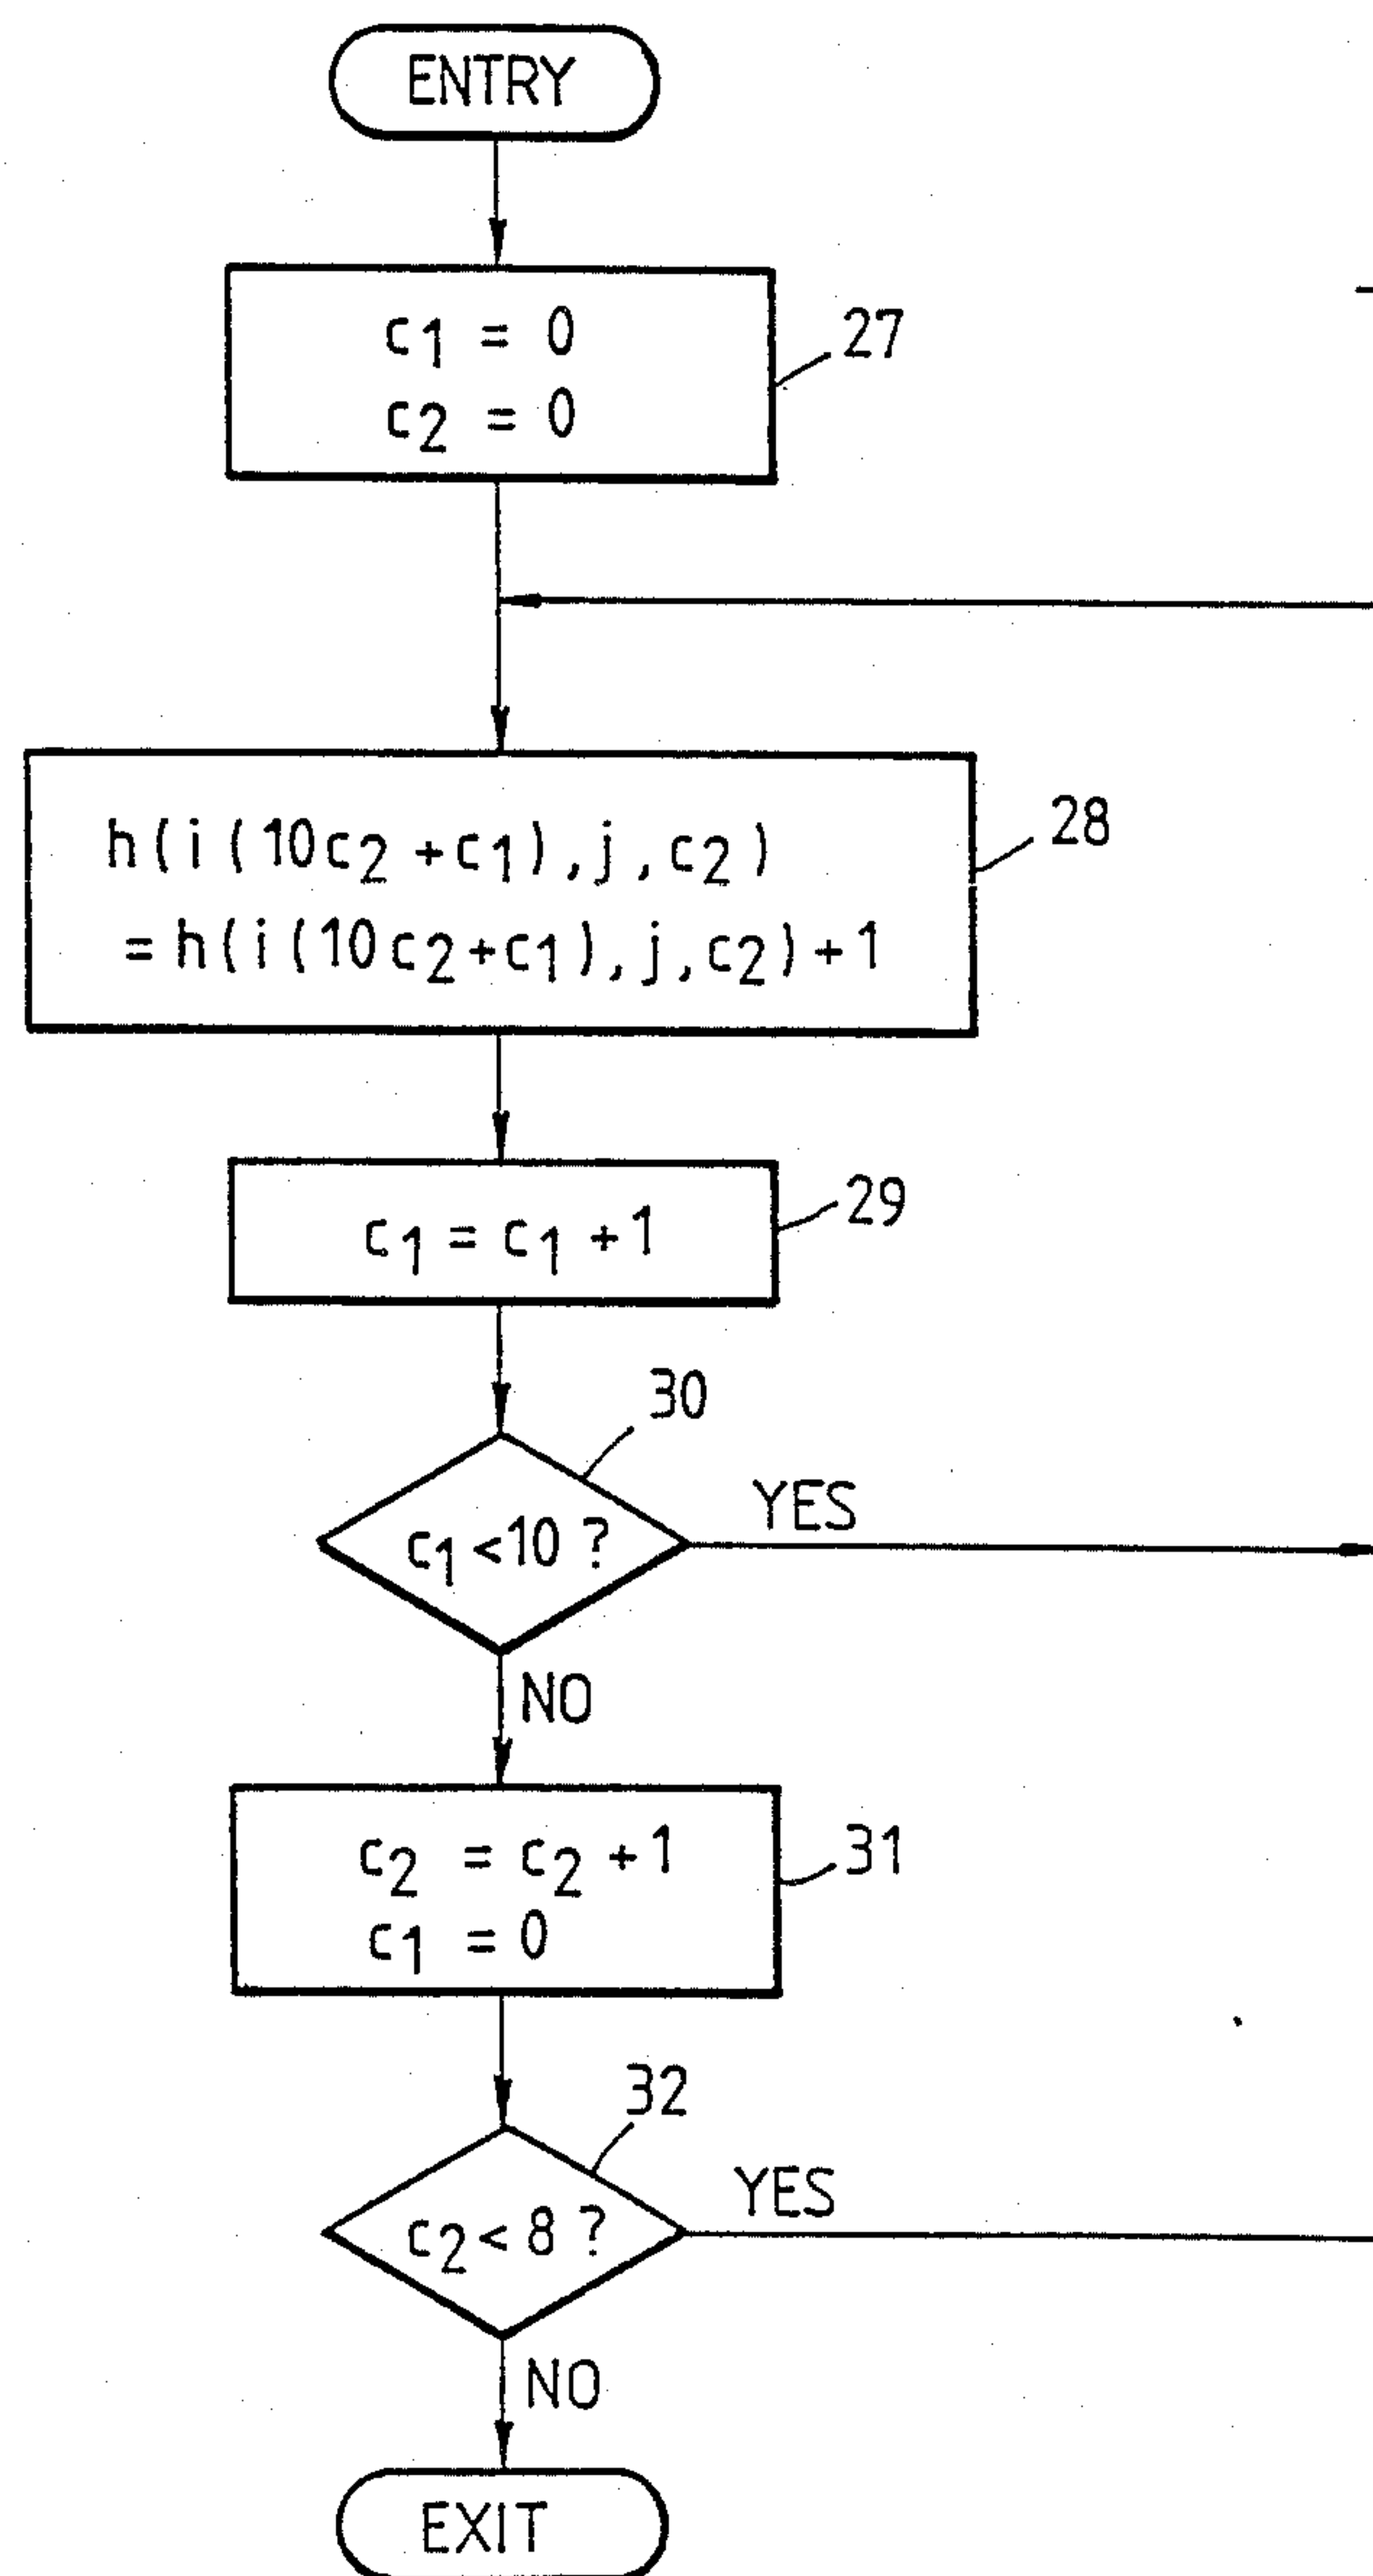 ENTRY
c1 = 0
c2 = 0
27
h(i(10c2+c1),j,c2)
=h(i(10c2+c1),j,c2)+1
28
c1 = c1 +1
29
30
c1<10 ?
YES
NO
c2 = c2 +1
c1 = 0
31
32
c2< 8 ?
YES
NO
EXIT